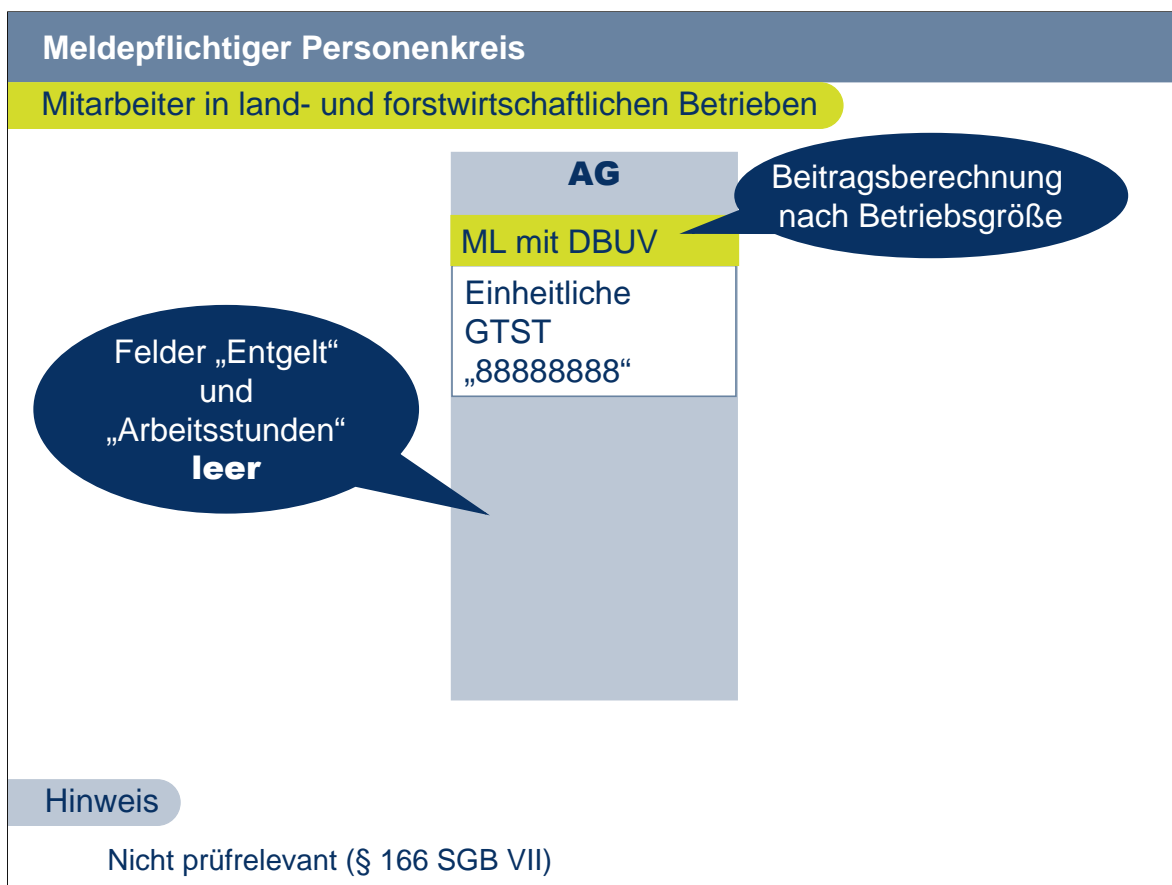 Meldepflichtiger Personenkreis
Mitarbeiter in land- und forstwirtschaftlichen Betrieben
AG
Beitragsberechnung
nach Betriebsgröße
ML mit DBUV
Einheitliche
GTST
„88888888“
Felder „Entgelt“
und
„Arbeitsstunden“
leer
Hinweis
Nicht prüfrelevant (§ 166 SGB VII)